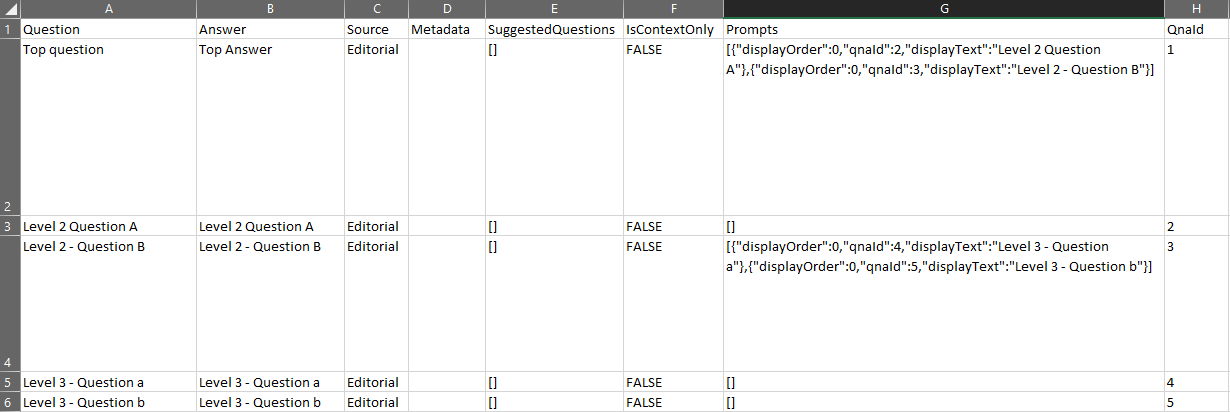 A B C D E F G H
1 Question Answer Source Metadata SuggestedQuestions IsContextOnly Prompts QnaId
Top question Top Answer Editorial [] FALSE [{"displayOrder":0,"qnaId":2,"displayText":"Level 2 Question 1
A"},{"displayOrder":0,"qnaId":3,"displayText":"Level 2 - Question B"}]
2
3 Level 2 Question A Level 2 Question A Editorial [] FALSE [] 2
Level 2 - Question B Level 2 - Question B Editorial [] FALSE [{"displayOrder":0,"qnaId":4,"displayText":"Level 3 - Question 3
a"},{"displayOrder":0,"qnaId":5,"displayText":"Level 3 - Question b"}]
4
5 Level 3 - Question a Level 3 - Question a Editorial [] FALSE [] 4
6 Level 3 - Question b Level 3 - Question b Editorial [] FALSE [] 5